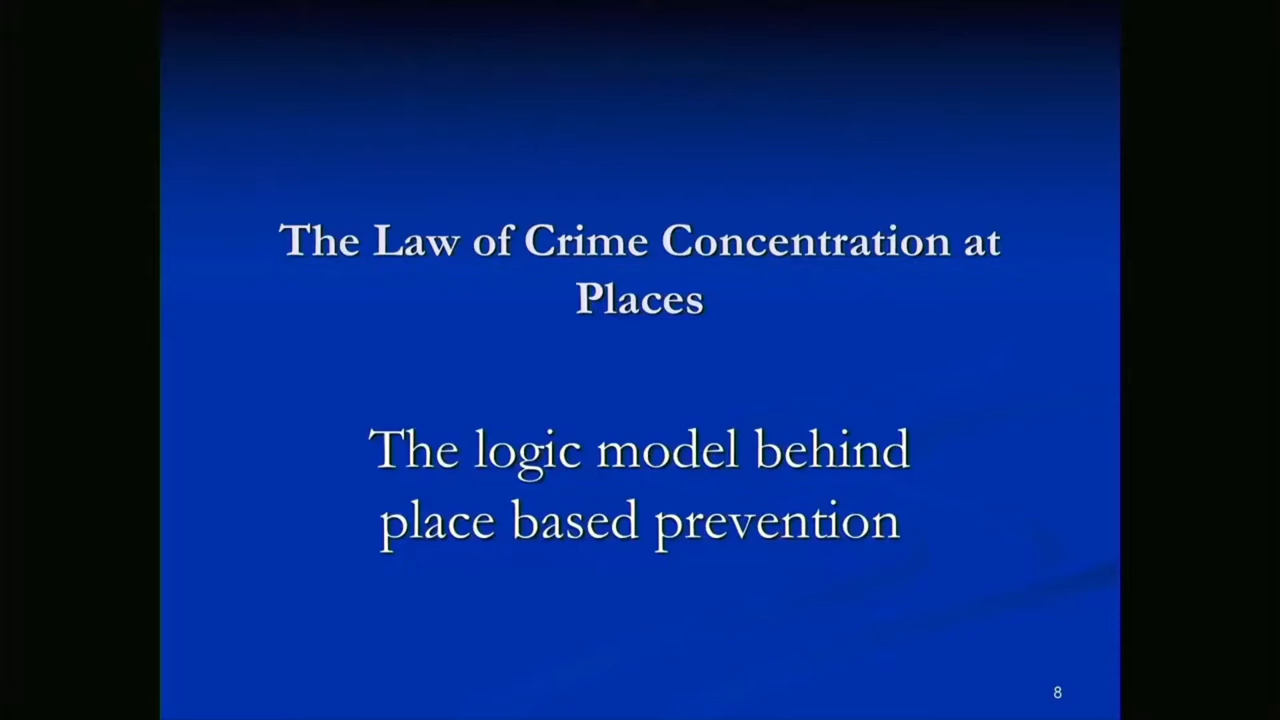 The Law of Crime Concentration at
Places
The logic model behind
place based prevention
8